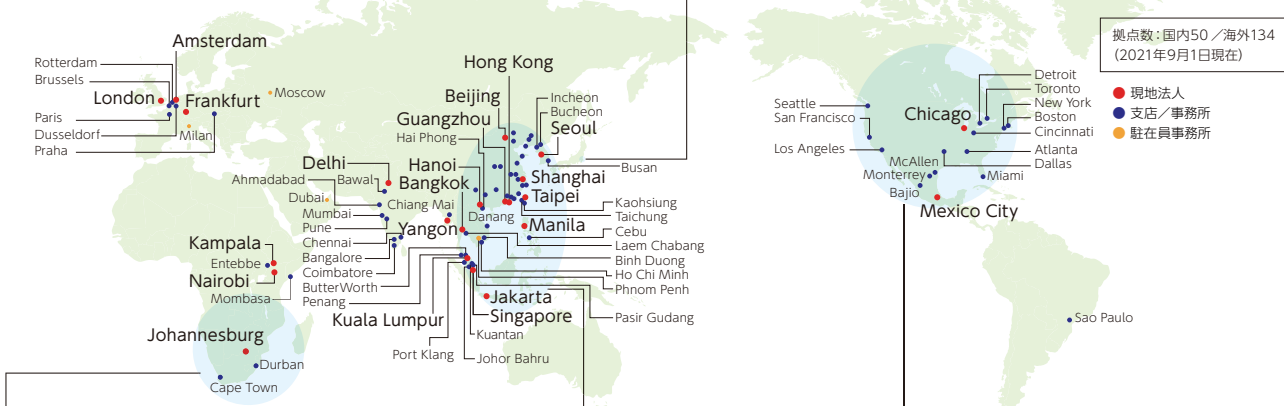 Amsterdam
Rotterdam
Brussels
London
Frankfurt
Moscow
Paris
Milan
Dusseldorf
Praha
Hong Kong
Beijing
Incheon
Guangzhou
Bucheon
Hai Phong
Seoul
Delhi
Hanoi
Busan
Ahmadabad
Bawal
Bangkok
Shanghai
Dubai
Chiang Mai
Taipei
Kaohsiung
Mumbai
Danang
Taichung
Pune
Yangon
Manila
Cebu
Kampala
Chennai
Laem Chabang
Entebbe
Bangalore
Binh Duong
Nairobi
Coimbatore
Ho Chi Minh
Mombasa
ButterWorth
Phnom Penh
Penang
Jakarta
Kuala Lumpur
Singapore
Pasir Gudang
Johannesburg
Kuantan
Port Klang
Johor Bahru
Durban
Cape Town
拠点数：国内50／海外134
(2021年9月1日現在)
現地法人
支店／事務所
駐在員事務所
Detroit
Toronto
Seattle
New York
San Francisco
Chicago
Boston
Cincinnati
Los Angeles
Atlanta
McAllen
Dallas
Monterrey
Miami
Bajio
Mexico City
Sao Paulo